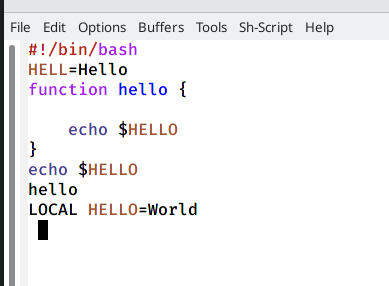 File Edit Options Buffers Tools Sh-Script Help
#!/bin/bash
HELL=Hello
function hello {
echo $HELLO
}
echo $HELLO
hello
LOCAL HELLO=World